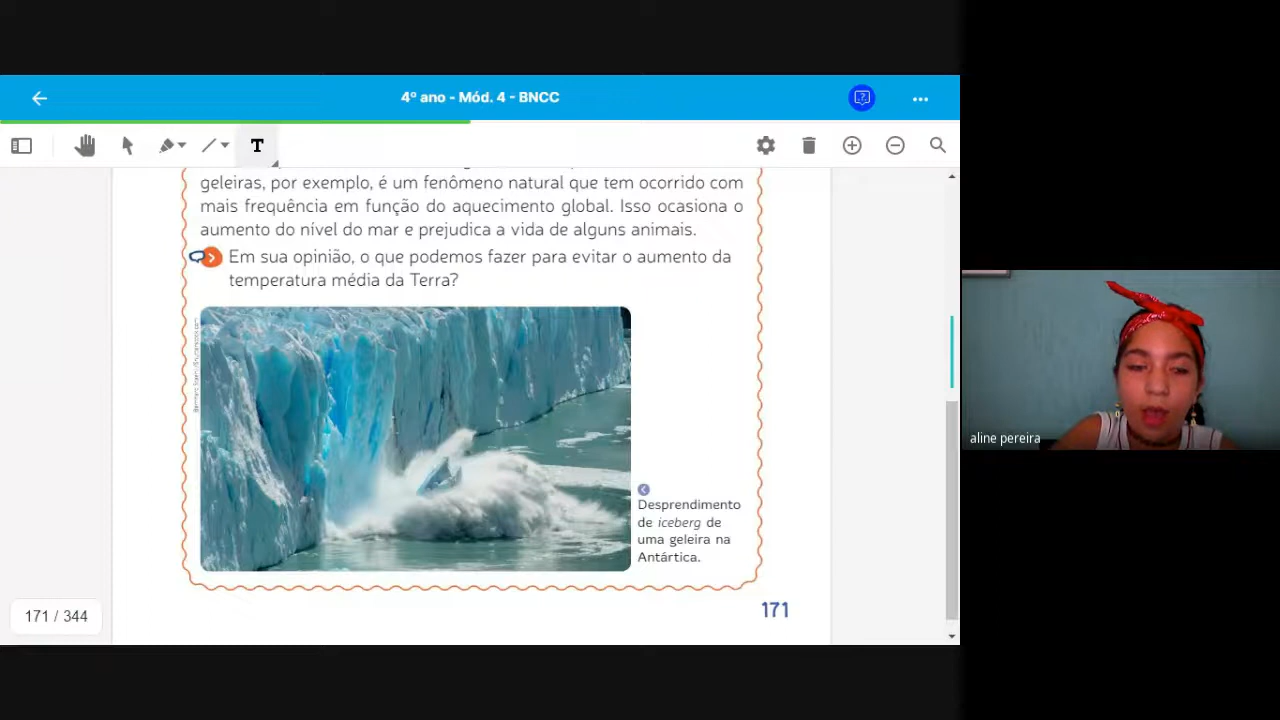 4º ano - Mód. 4 - BNCC
T
geleiras, por exemplo, é um fenômeno natural que tem ocorrido com
mais frequência em função do aquecimento global. Isso ocasiona o
aumento do nível do mar e prejudica a vida de alguns animais.
Em sua opinião, o que podemos fazer para evitar o aumento da
temperatura média da Terra?
Desprendimento
de iceberg de
uma geleira na
Antártica.
171
171 / 344
aline pereira